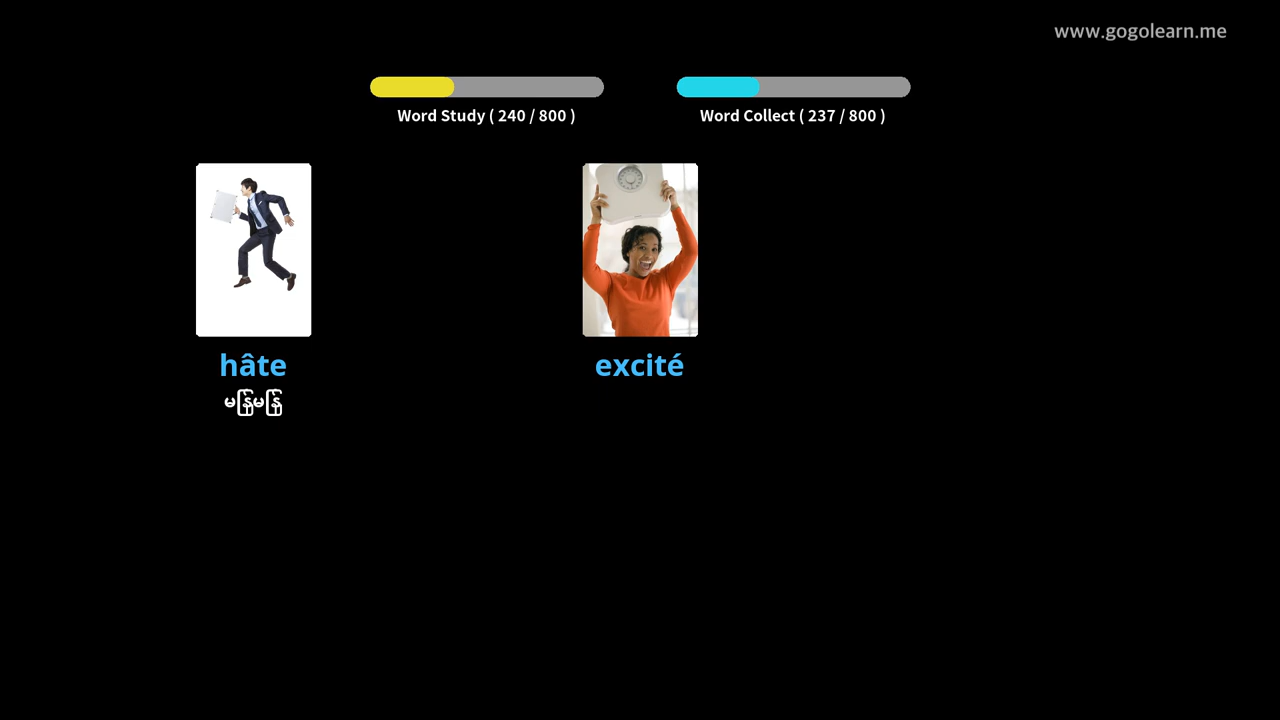 www.gogolearn.me
Word Study ( 240 / 800 )
Word Collect ( 237 / 800 )
hâte
excité
မြန်မြန်